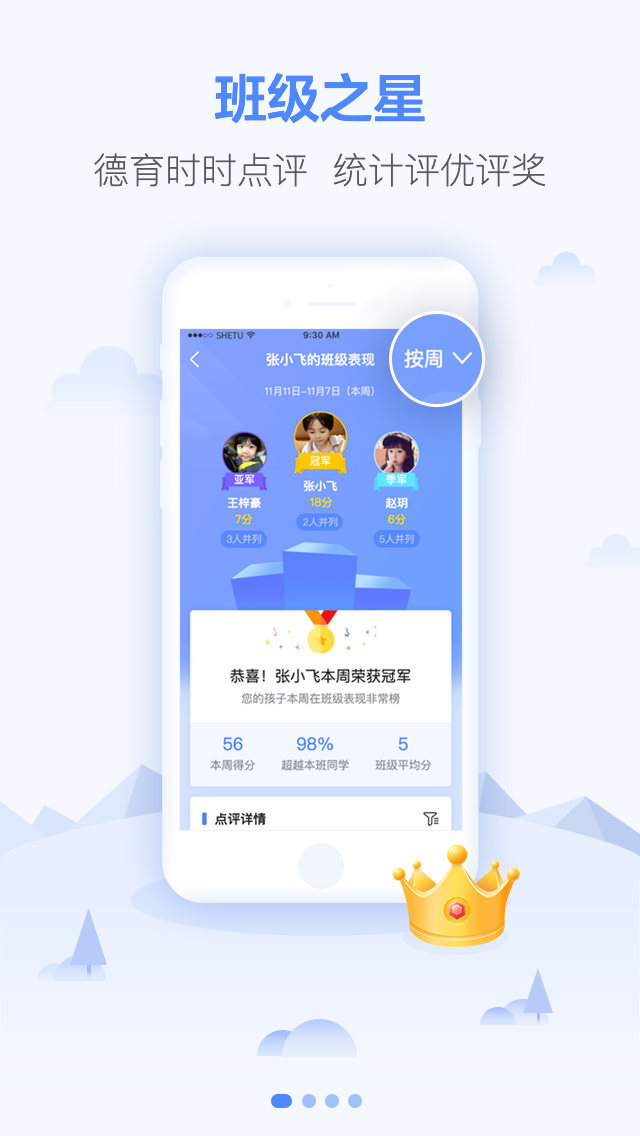 班级之星
德育时时点评 统计评优评奖
SHETU 9:30 AM
张小飞的班级表现
按周
11月11日-11月7日（本周）
冠军
亚军
季军
张小飞
王梓豪
赵玥
18分
7分
6分
2人并列
3人并列
5人并列
恭喜！张小飞本周荣获冠军
您的孩子本周在班级表现非常榜
56 98% 5
本周得分 超越本班同学 班级平均分
点评详情